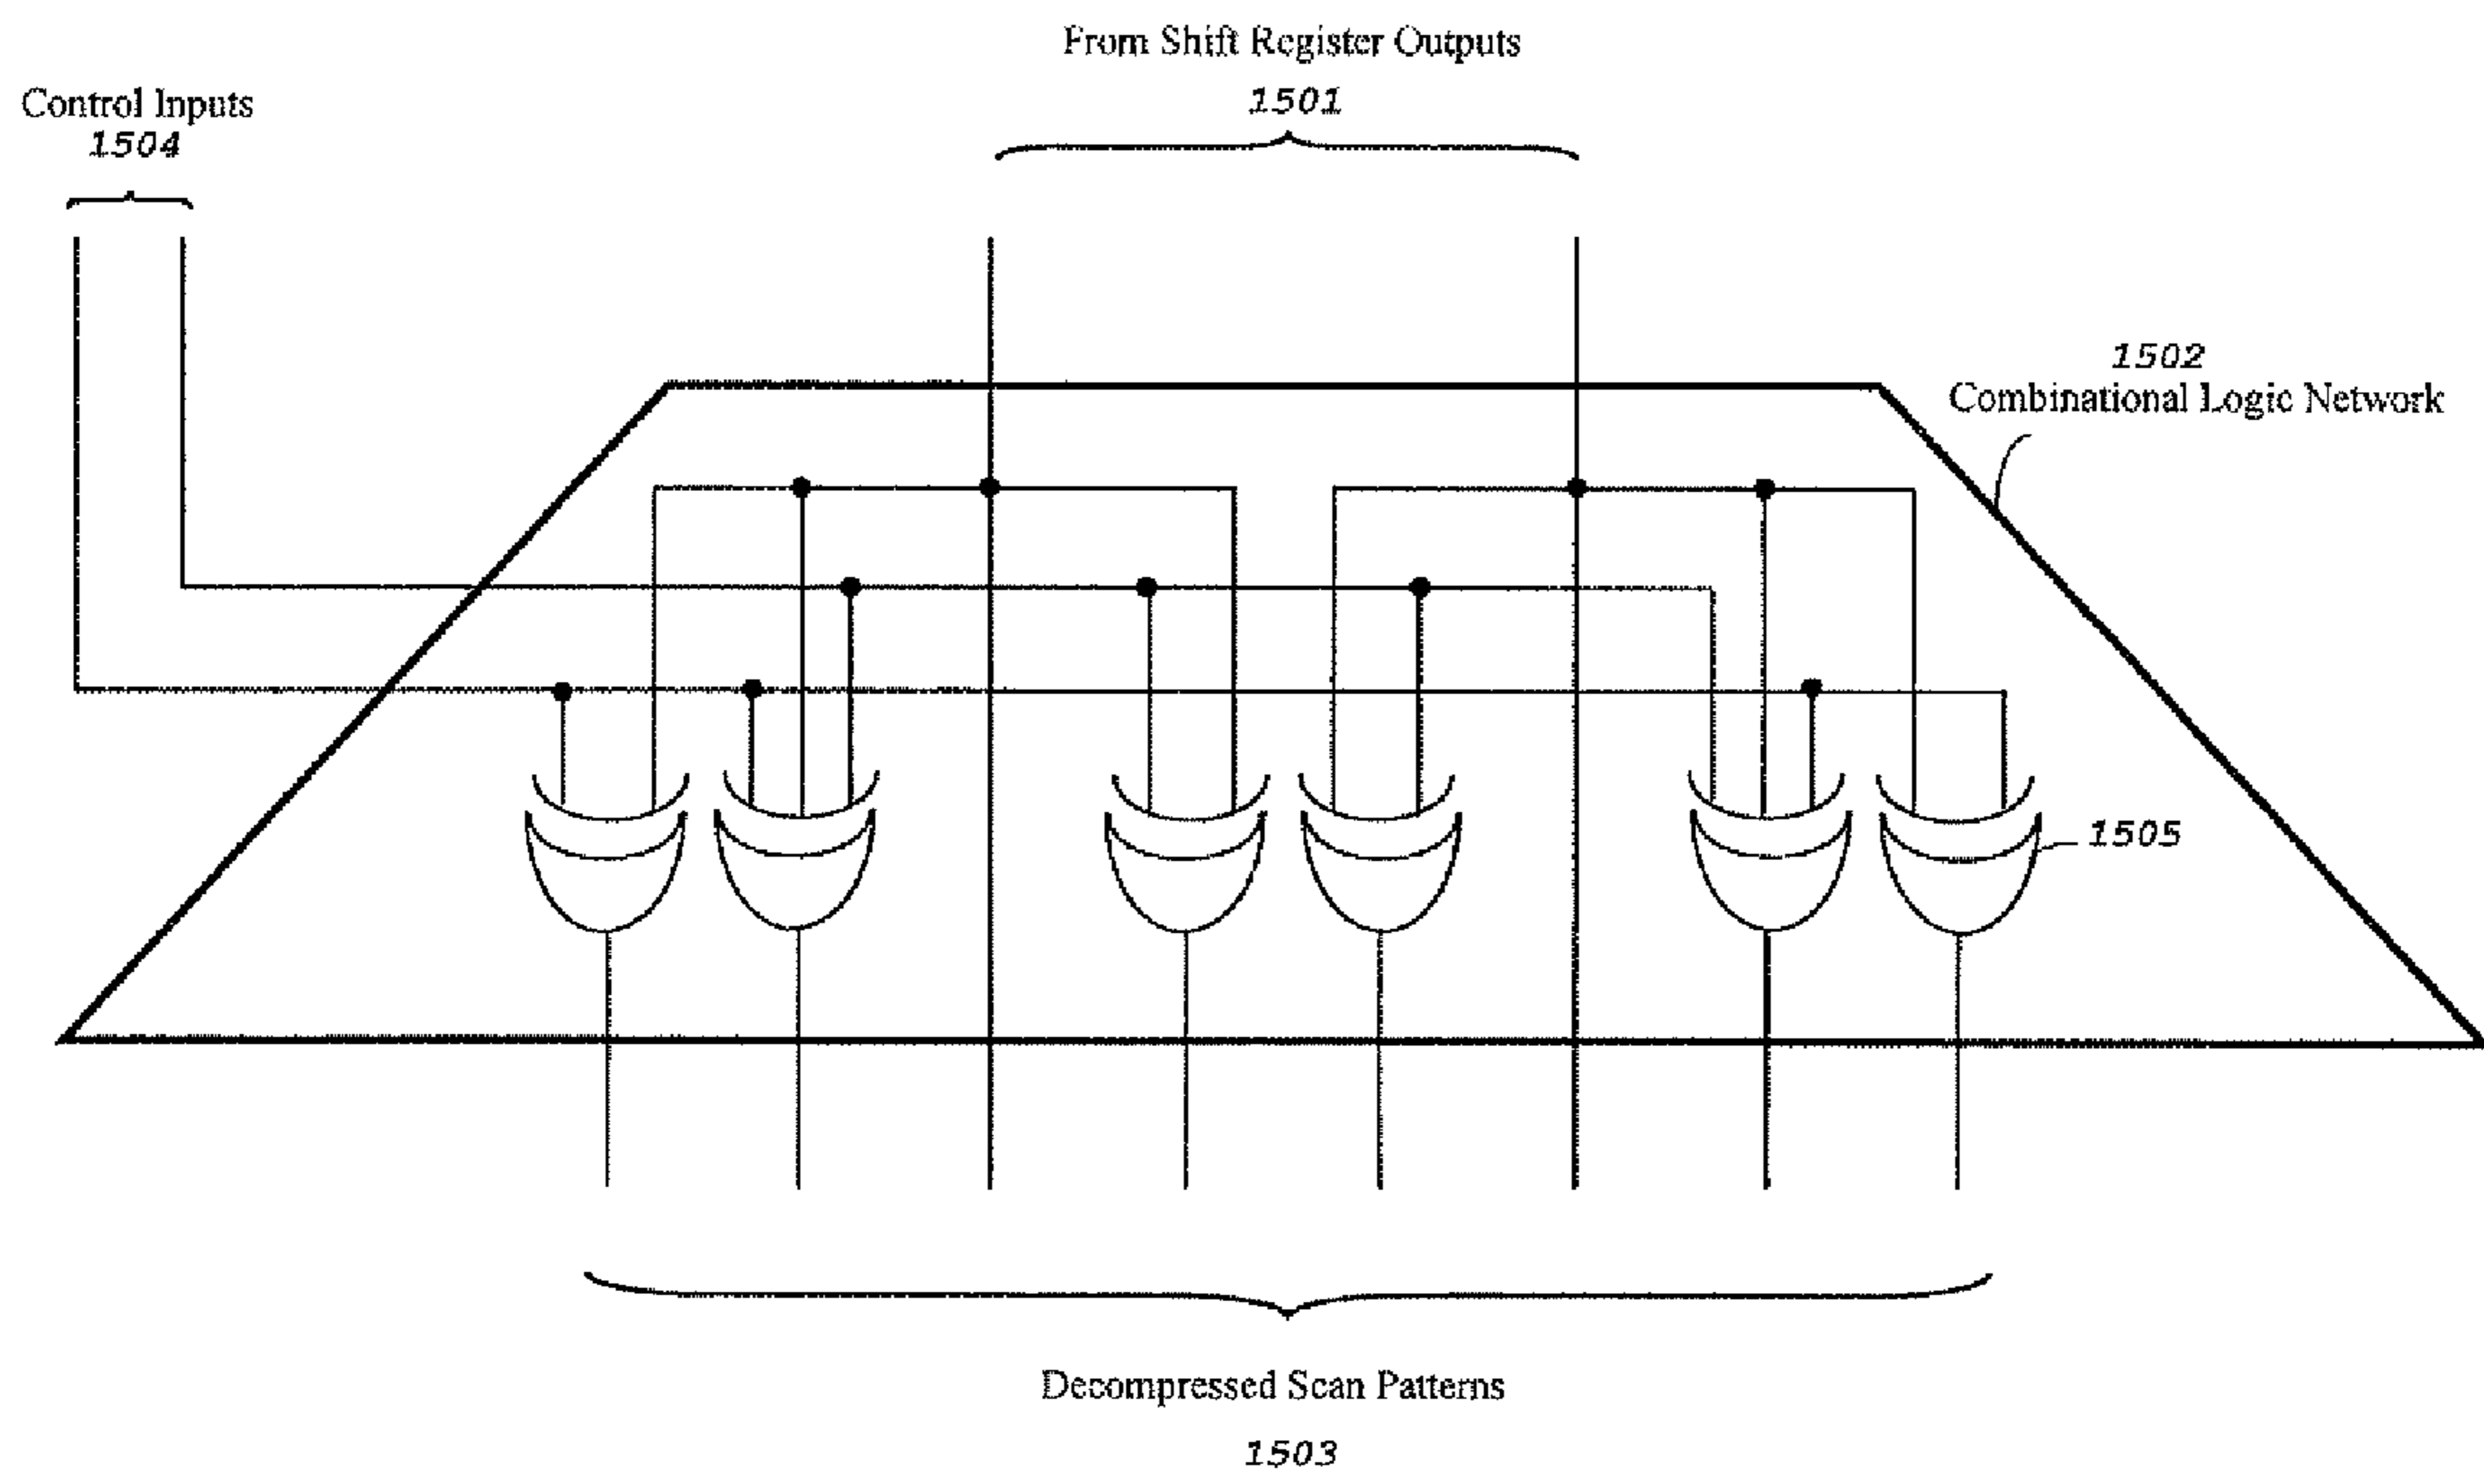 From Shift Register Outputs
1501
Control Inputs
1504
1502
Combinational Logic Network
1505
Decompressed Scan Patterns
1503